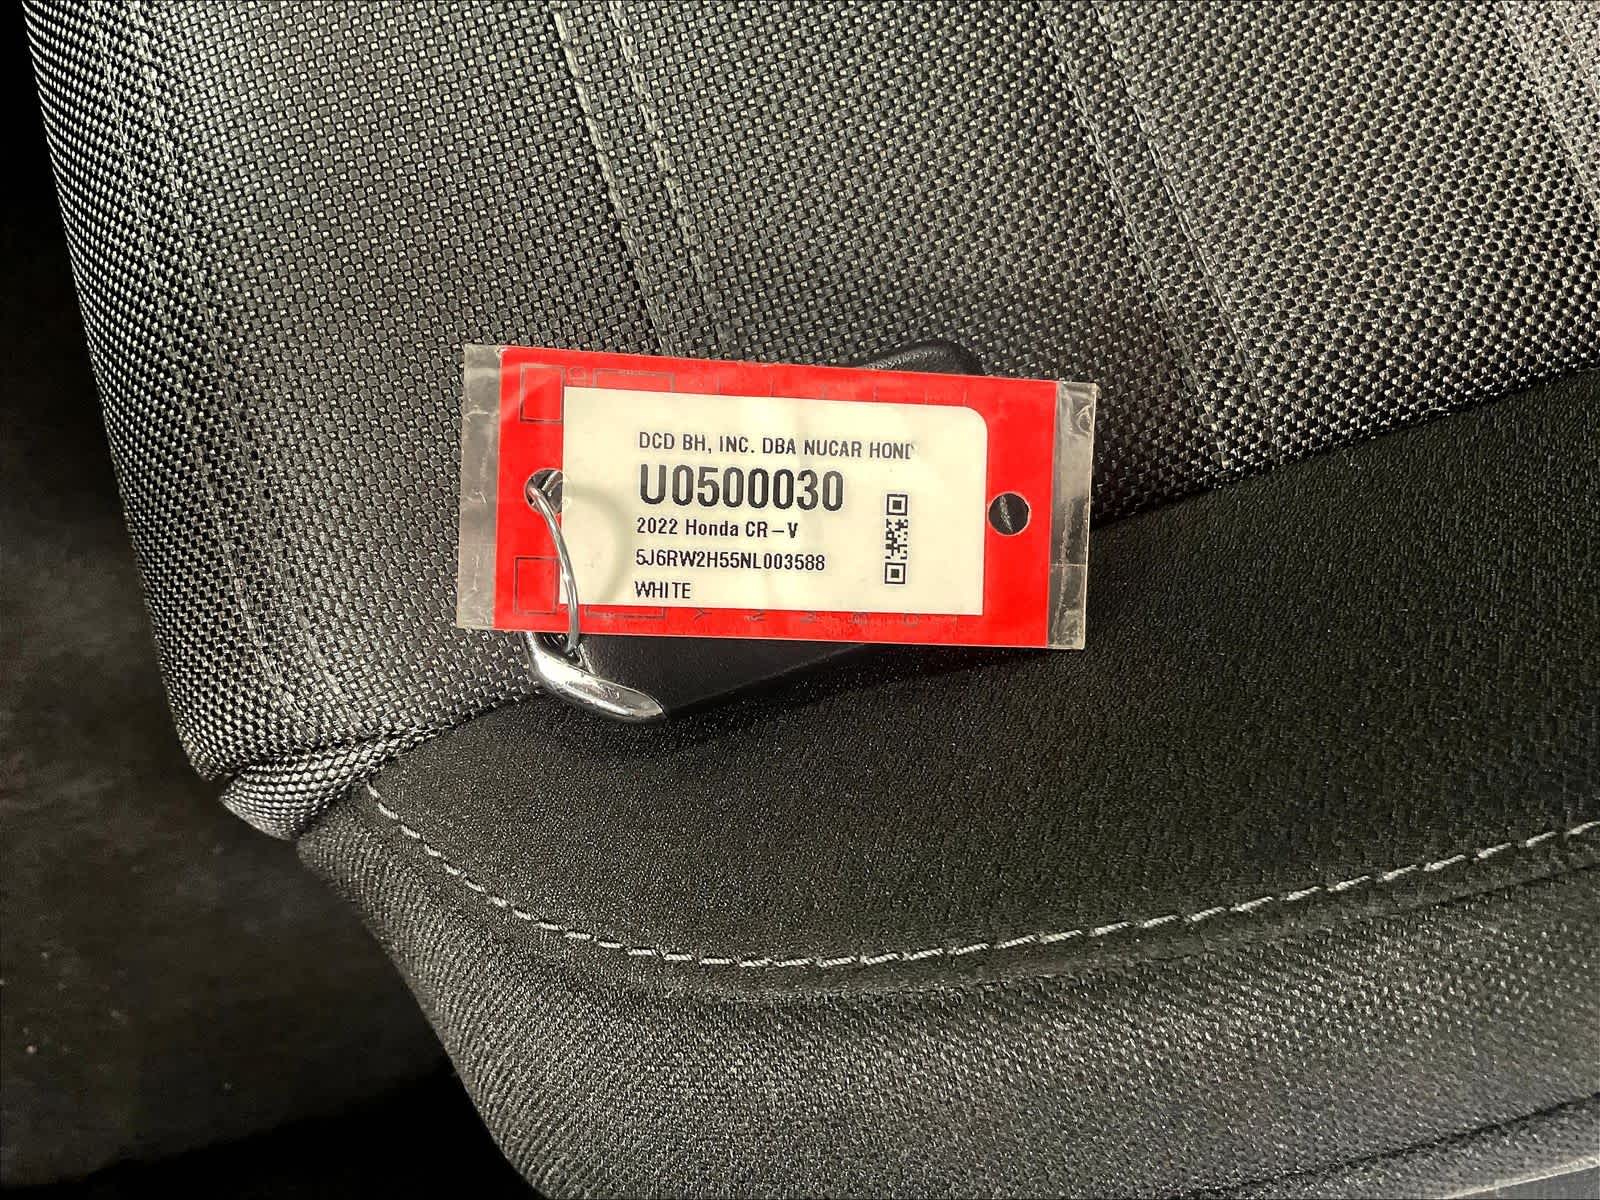 DCD BH, INC. DBA NUCAR HOND
U0500030
2022 Honda CR-V
5J6RW2H55NL003588
WHITE